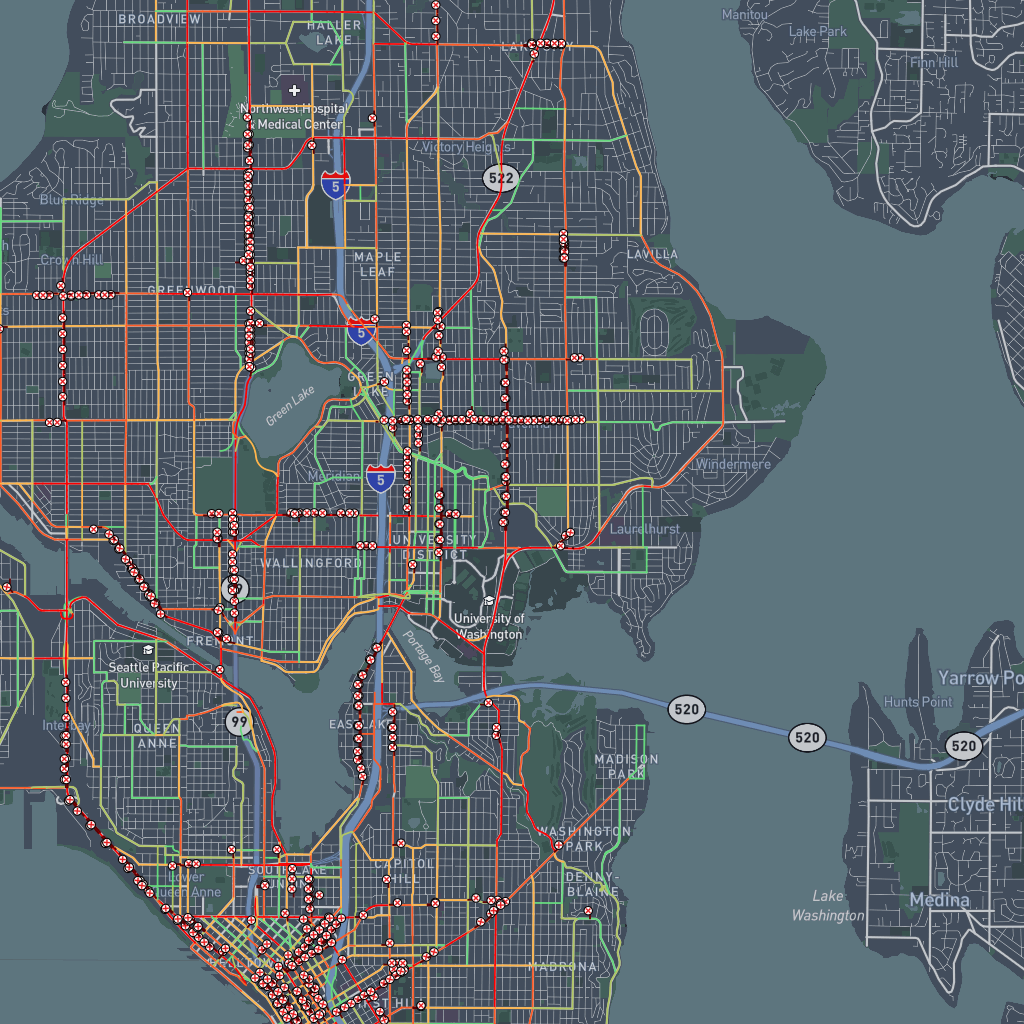 BROADVIEW
HALLER
LAKE
Manitou
Lake Park
Finn Hill
Northwest Hospital
& Medical Center
Victory Heights
522
5
Blue Ridge
Crown Hill
MAPLE
LEAF
LAVILLA
GREENWOOD
5
GREEN
LAKE
Green Lake
Meridian
5
Windermere
Laurelhurst
UNIVERSITY
DISTRICT
WALLINGFORD
University of
Washington
FREMONT
Portage Bay
Seattle Pacific
University
Yarrow Po
Hunts Point
520
520
520
99
Interbay
QUEEN
ANNE
EASTLAKE
MADISON
PARK
Clyde Hil
WASHINGTON
PARK
CAPITOL
HILL
SOUTH LAKE
UNION
Lower
Queen Anne
DENNY-
BLAINE
Lake
Washington
Medina
BELLTOWN
MADRONA